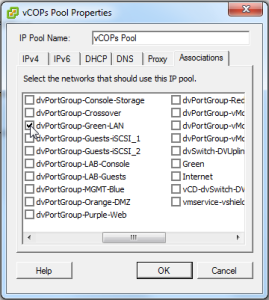 vCOps Pool Properties
IP Pool Name: vCOps Pool
IPv4 IPv6 DHCP DNS Proxy Associations
Select the networks that should use this IP pool.
dvPortGroup-Console-Storage
dvPortGroup-Crossover
dvPortGroup-Green-LAN
dvPortGroup-Guests-iSCSI_1
dvPortGroup-Guests-iSCSI_2
dvPortGroup-LAB-Console
dvPortGroup-LAB-Guests
dvPortGroup-MGMT-Blue
dvPortGroup-Orange-DMZ
dvPortGroup-Purple-Web
dvPortGroup-Red
dvPortGroup-vMo
dvPortGroup-vMo
dvPortGroup-vMo
dvSwitch-DVUplin
Green
Internet
vCD-dvSwitch-DV
vmservice-vshield
Help OK Cancel